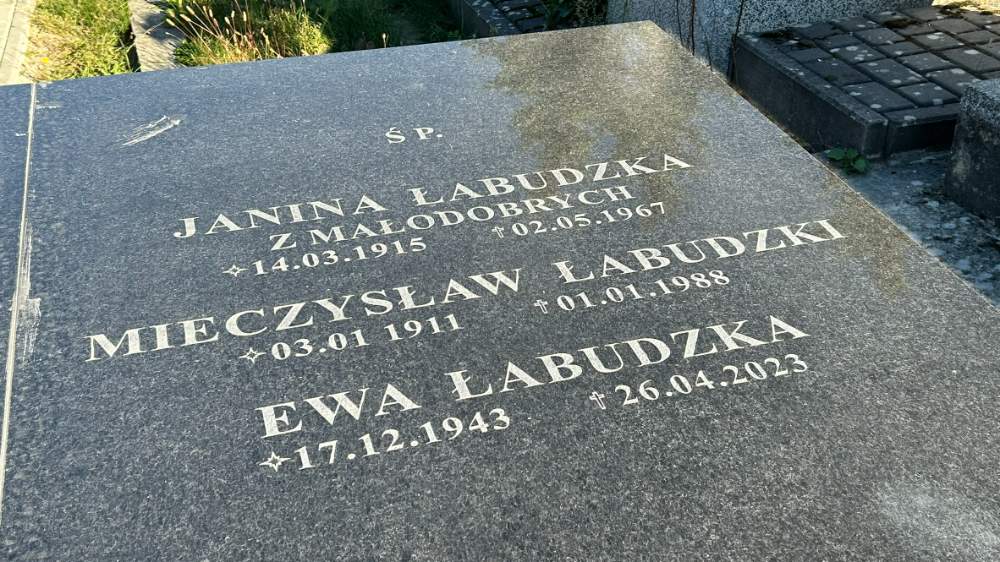 Ś P.
JANINA ŁABUDZKA
Z MAŁODOBRYCH
14.03.1915 02.05.1967
MIECZYSŁAW ŁABUDZKI
03.01 1911 01.01.1988
EWA ŁABUDZKA
17.12.1943 26.04.2023